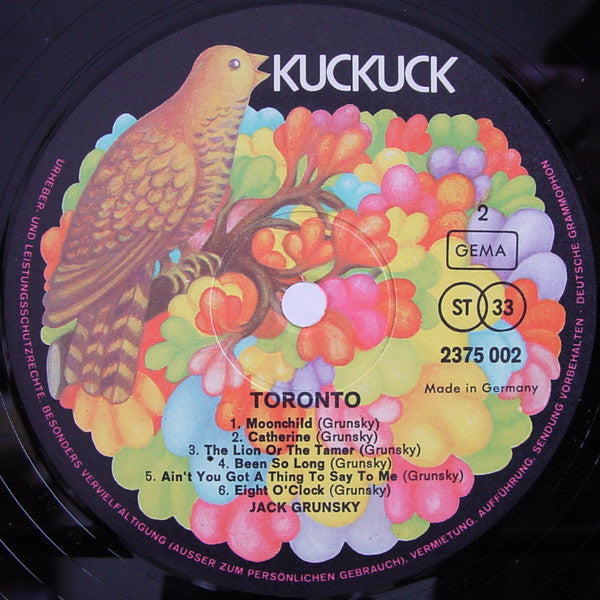 KUCKUCK
2
GEMA
ST 33
2375 002
Made in Germany
TORONTO
1. Moonchild (Grunsky)
2. Catherine (Grunsky)
3. The Lion Or The Tamer (Grunsky)
4. Been So Long (Grunsky)
5. Ain't You Got A Thing To Say To Me (Grunsky)
6. Eight O'Clock (Grunsky)
JACK GRUNSKY
URHEBER UND LEISTUNGSSCHUTZRECHTE, BESONDERS VERVIELFÄLTIGUNG (AUSSER ZUM PERSÖNLICHEN GEBRAUCH), VERMIETUNG, AUFFÜHRUNG, SENDUNG VORBEHALTEN · DEUTSCHE GRAMMOPHON